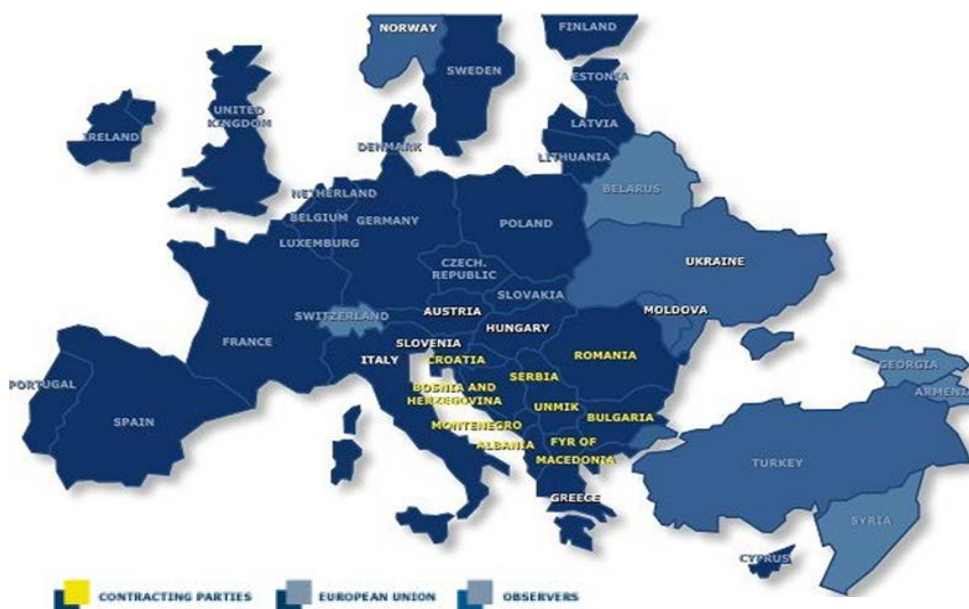 NORWAY
FINLAND
SWEDEN
ESTONIA
UNITED
KINGDOM
LATVIA
IRELAND
DENMARK
LITHUANIA
NETHERLAND
BELARUS
BELGIUM
GERMANY
POLAND
LUXEMBURG
CZECH.
REPUBLIC
UKRAINE
SLOVAKIA
SWITZERLAND
AUSTRIA
MOLDOVA
HUNGARY
FRANCE
SLOVENIA
ITALY
CROATIA
ROMANIA
GEORGIA
SERBIA
PORTUGAL
BOSNIA AND
HERZEGOVINA
ARMENIA
UNMIK
SPAIN
MONTENEGRO
BULGARIA
ALBANIA
FYR OF
MACEDONIA
TURKEY
GREECE
SYRIA
CYPRUS
CONTRACTING PARTIES
EUROPEAN UNION
OBSERVERS